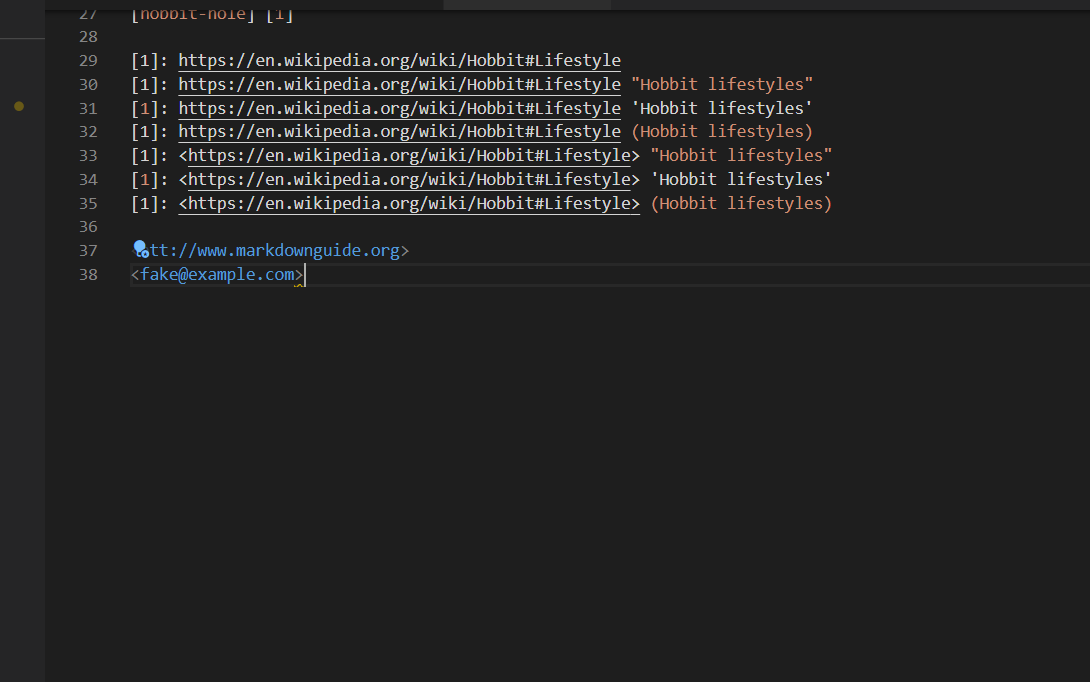 27 [hobbit-hole] [1]
28
29 [1]: https://en.wikipedia.org/wiki/Hobbit#Lifestyle
30 [1]: https://en.wikipedia.org/wiki/Hobbit#Lifestyle "Hobbit lifestyles"
31 [1]: https://en.wikipedia.org/wiki/Hobbit#Lifestyle 'Hobbit lifestyles'
32 [1]: https://en.wikipedia.org/wiki/Hobbit#Lifestyle (Hobbit lifestyles)
33 [1]: <https://en.wikipedia.org/wiki/Hobbit#Lifestyle> "Hobbit lifestyles"
34 [1]: <https://en.wikipedia.org/wiki/Hobbit#Lifestyle> 'Hobbit lifestyles'
35 [1]: <https://en.wikipedia.org/wiki/Hobbit#Lifestyle> (Hobbit lifestyles)
36
37 tt://www.markdownguide.org>
38 <fake@example.com>